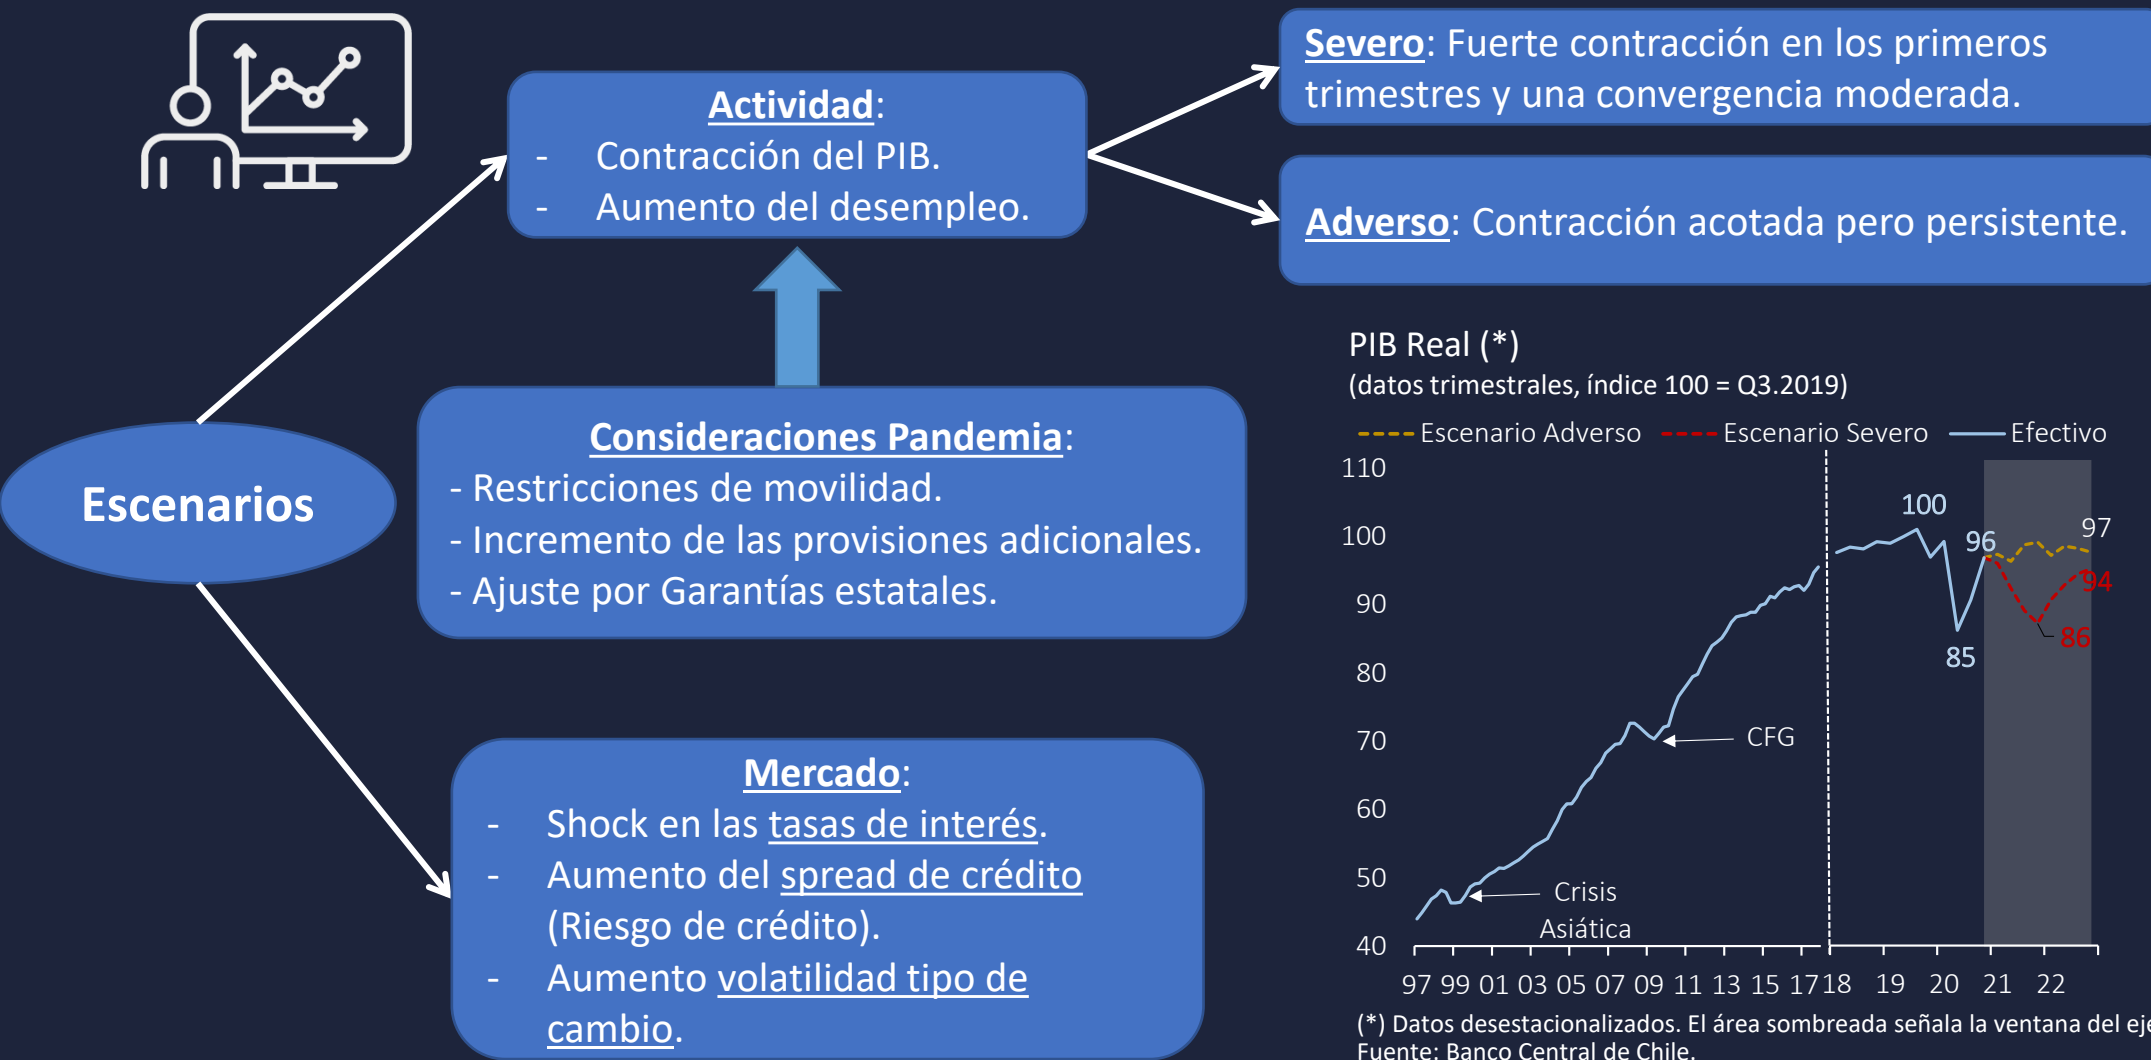 Severo: Fuerte contracción en los primeros
trimestres y una convergencia moderada.
Actividad:
- Contracción del PIB.
- Aumento del desempleo.
Adverso: Contracción acotada pero persistente.
Escenarios
Consideraciones Pandemia:
- Restricciones de movilidad.
- Incremento de las provisiones adicionales.
- Ajuste por Garantías estatales.
Mercado:
- Shock en las tasas de interés.
- Aumento del spread de crédito
(Riesgo de crédito).
- Aumento volatilidad tipo de
cambio.
PIB Real (*)
(datos trimestrales, índice 100 = Q3.2019)
Escenario Adverso Escenario Severo Efectivo
110
100
90
80
70
60
50
40
100
96
97
94
86
85
CFG
Crisis
Asiática
97 99 01 03 05 07 09 11 13 15 17 18 19 20 21 22
(*) Datos desestacionalizados. El área sombreada señala la ventana del eje
Fuente: Banco Central de Chile.